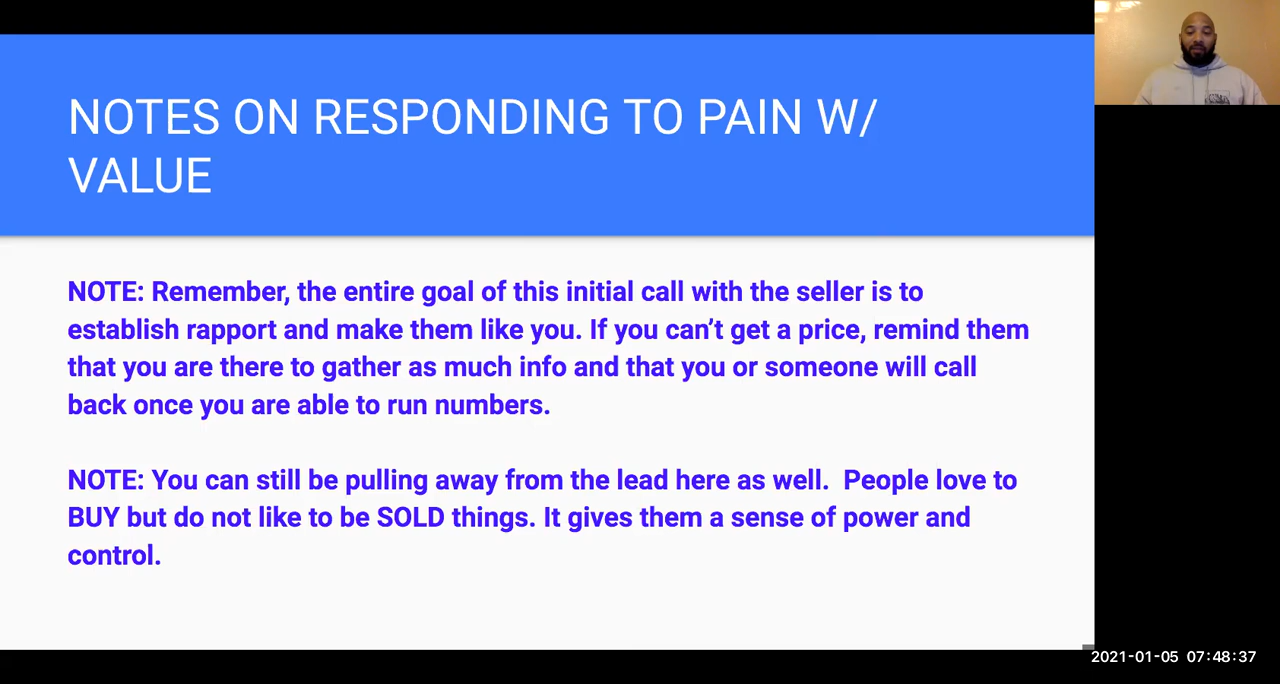 NOTES ON RESPONDING TO PAIN W/
VALUE
NOTE: Remember, the entire goal of this initial call with the seller is to
establish rapport and make them like you. If you can’t get a price, remind them
that you are there to gather as much info and that you or someone will call
back once you are able to run numbers.
NOTE: You can still be pulling away from the lead here as well.  People love to
BUY but do not like to be SOLD things. It gives them a sense of power and
control.
2021-01-05 07:48:37